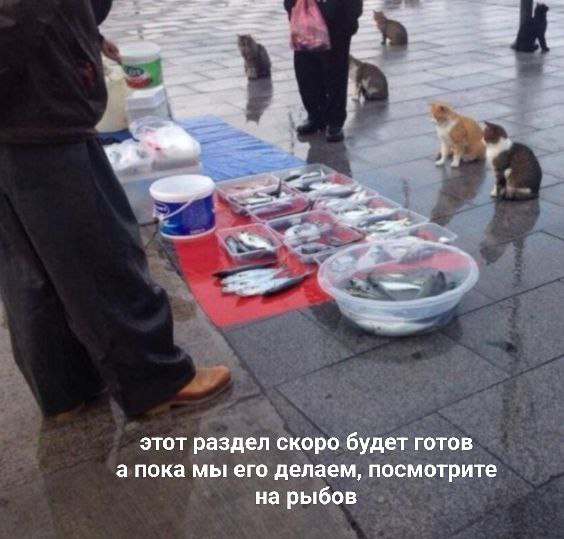 этот раздел скоро будет готов
а пока мы его делаем, посмотрите
на рыбов